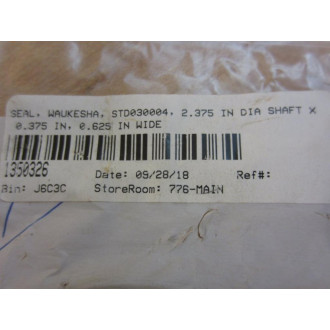 SEAL, WAUKESHA, STD030004, 2.375 IN DIA SHAFT X
0.375 IN, 0.625 IN WIDE
1350326 Date: 09/28/18 Ref#:
Bin: J6C3C StoreRoom: 776-MAIN